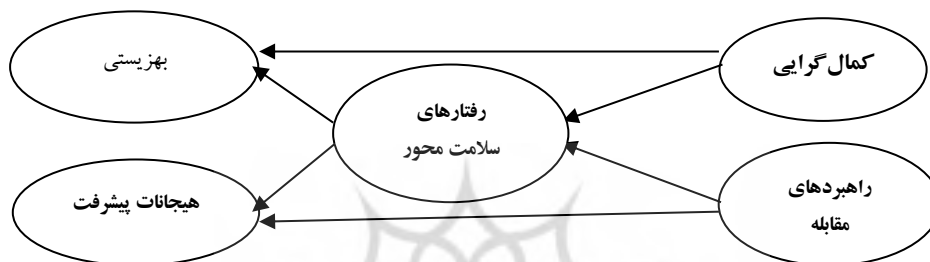 کمال‌گرایی
بهزیستی
رفتارهای
سلامت محور
راهبردهای
مقابله
هیجانات پیشرفت